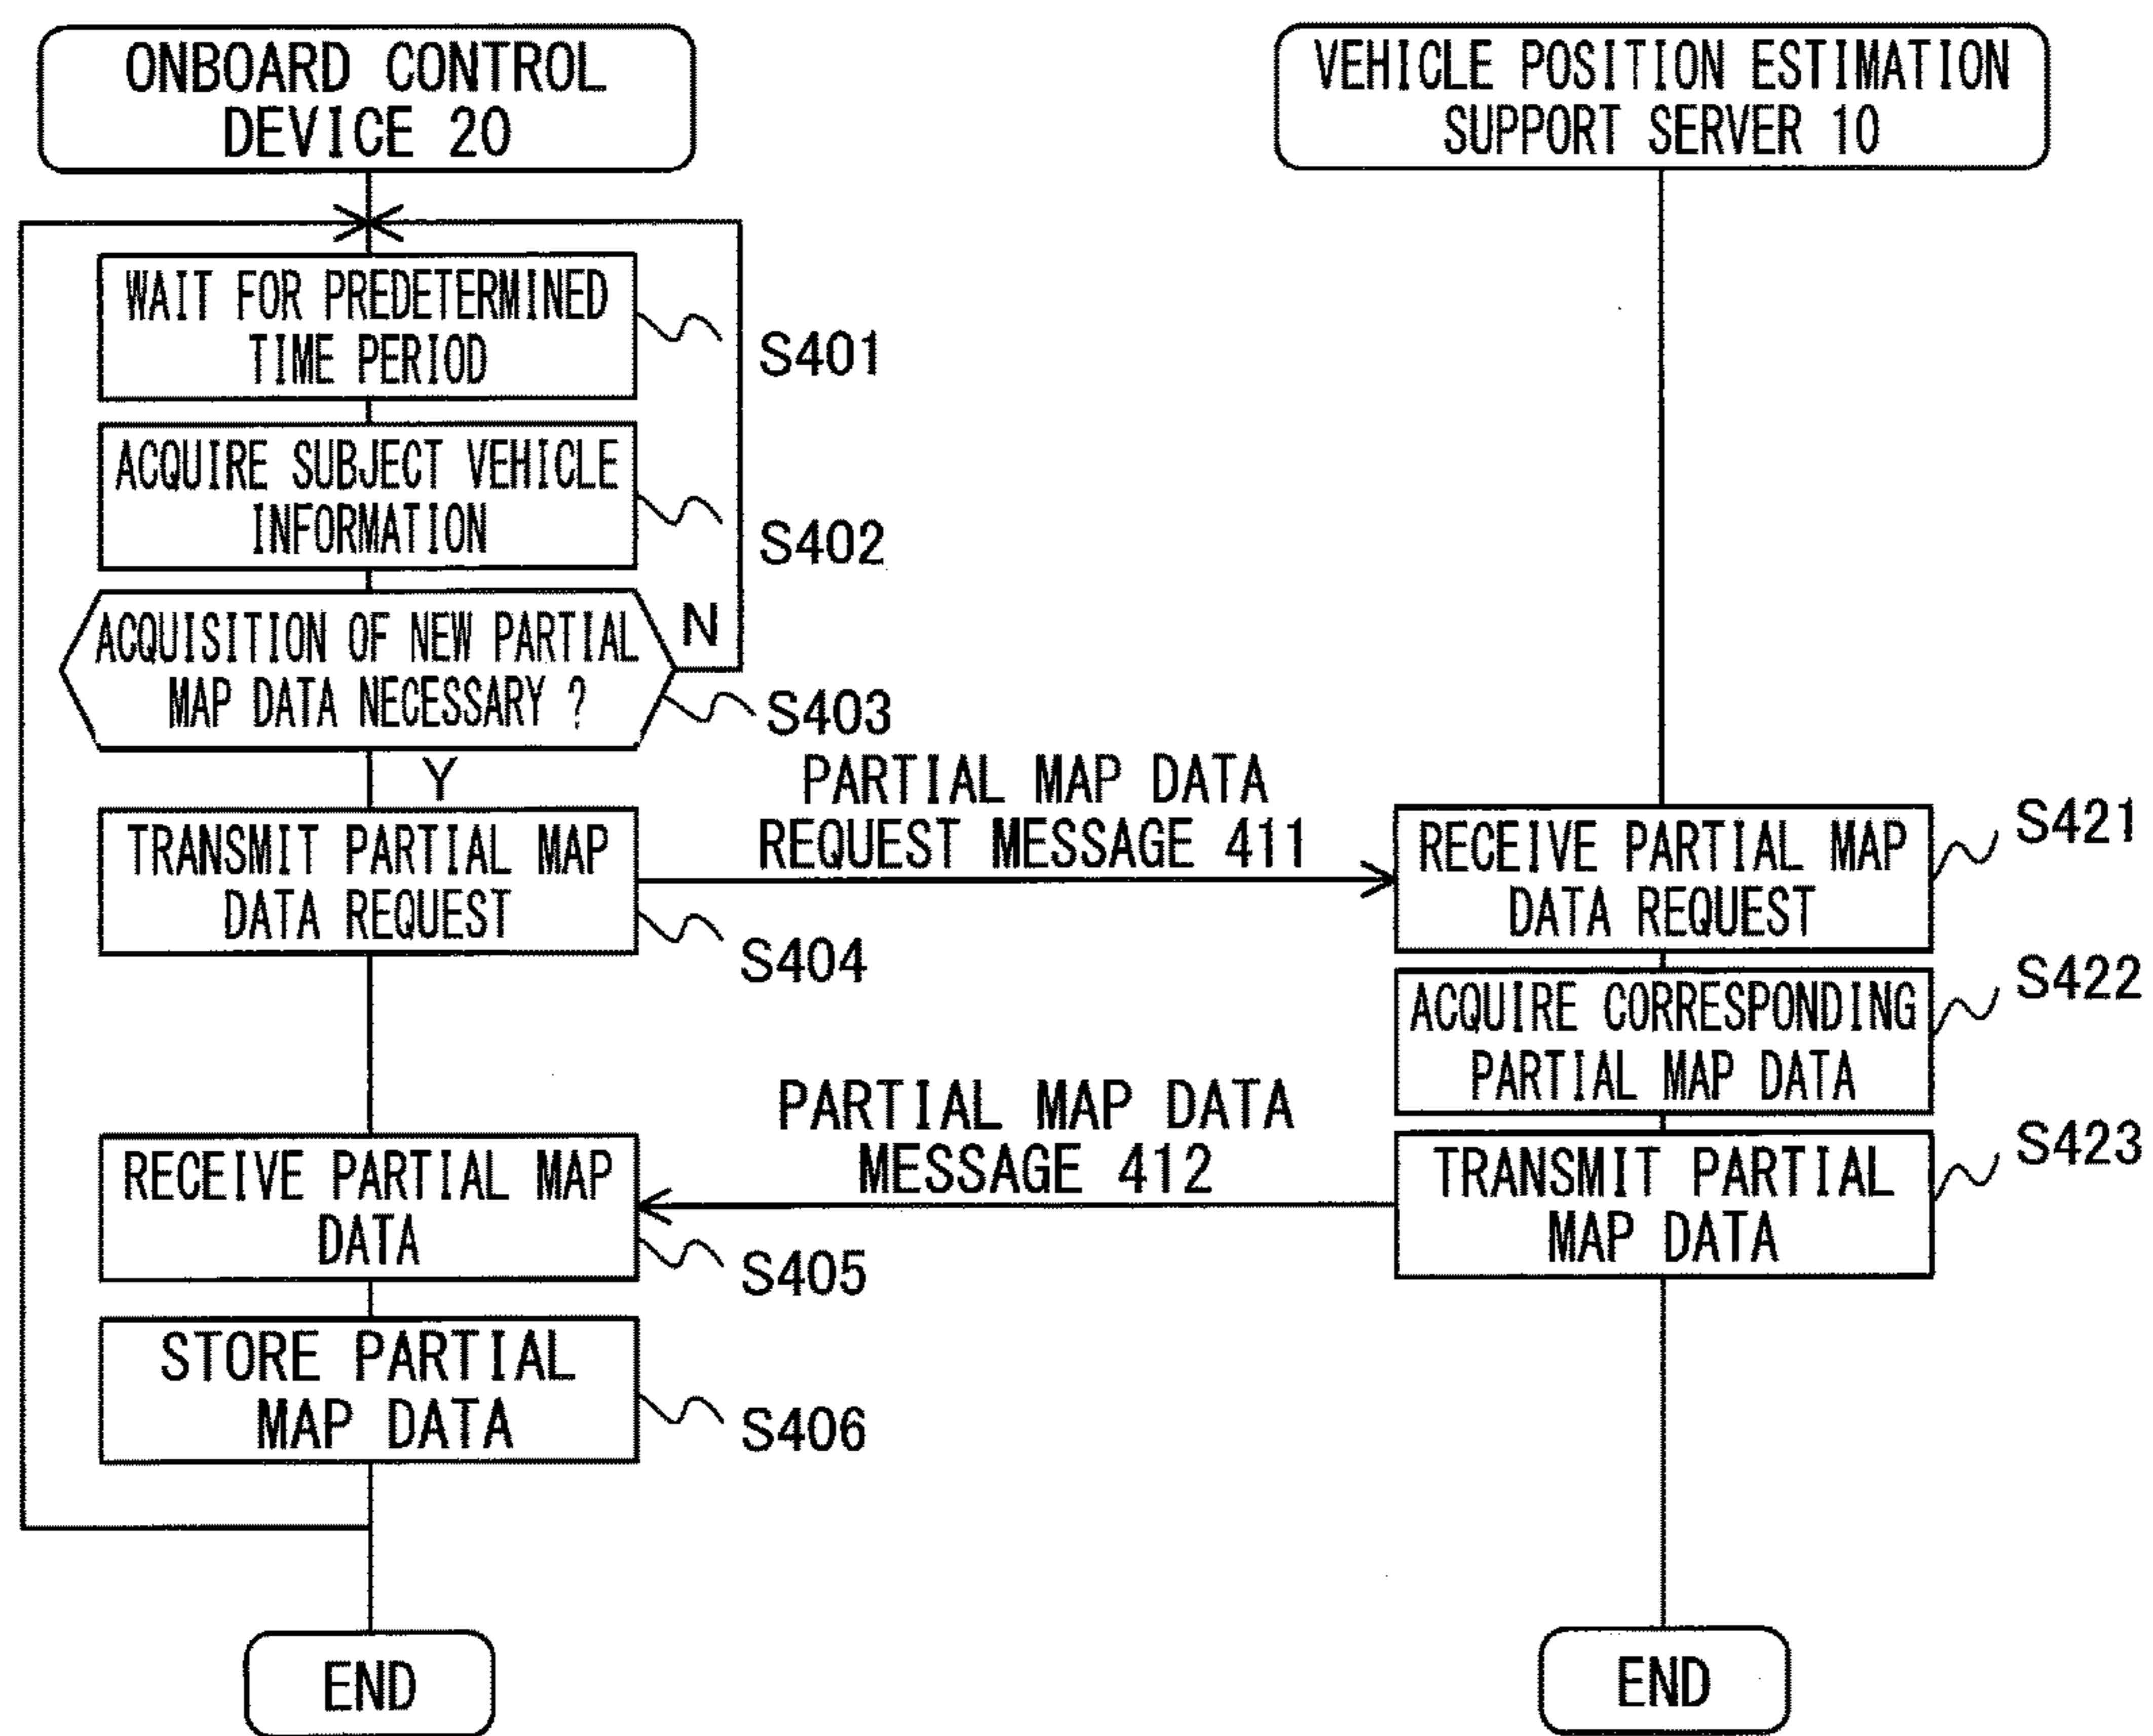 ONBOARD CONTROL
DEVICE 20
VEHICLE POSITION ESTIMATION
SUPPORT SERVER 10
WAIT FOR PREDETERMINED
TIME PERIOD
S401
ACQUIRE SUBJECT VEHICLE
INFORMATION
S402
ACQUISITION OF NEW PARTIAL
MAP DATA NECESSARY ?
N
S403
Y
TRANSMIT PARTIAL MAP
DATA REQUEST
S404
PARTIAL MAP DATA
REQUEST MESSAGE 411
RECEIVE PARTIAL MAP
DATA REQUEST
S421
ACQUIRE CORRESPONDING
PARTIAL MAP DATA
S422
PARTIAL MAP DATA
MESSAGE 412
TRANSMIT PARTIAL
MAP DATA
S423
RECEIVE PARTIAL MAP
DATA
S405
STORE PARTIAL
MAP DATA
S406
END
END